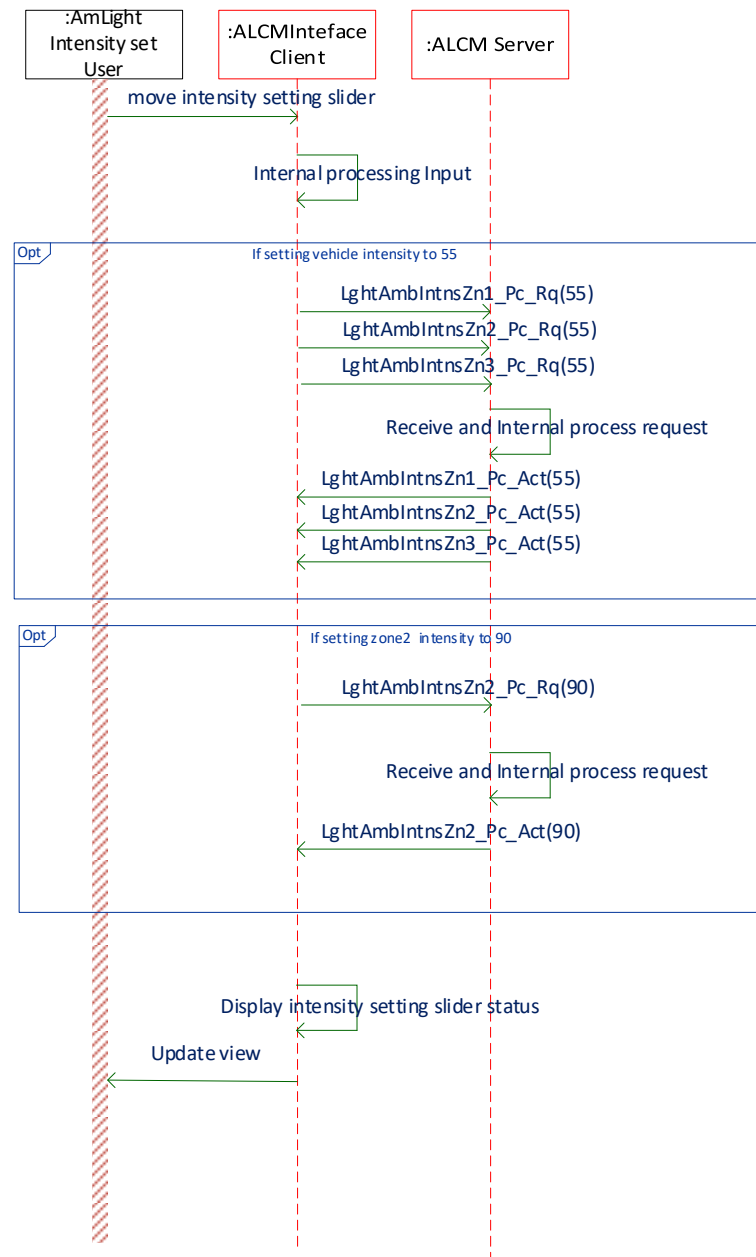 :AmLight
Intensity set
User
:ALCMInteface
Client
:ALCM Server
move intensity setting slider
Internal processing Input
Opt
If setting vehicle intensity to 55
LghtAmbIntnsZn1_Pc_Rq(55)
LghtAmbIntnsZn2_Pc_Rq(55)
LghtAmbIntnsZn3_Pc_Rq(55)
Receive and Internal process request
LghtAmbIntnsZn1_Pc_Act(55)
LghtAmbIntnsZn2_Pc_Act(55)
LghtAmbIntnsZn3_Pc_Act(55)
Opt
If setting zone2 intensity to 90
LghtAmbIntnsZn2_Pc_Rq(90)
Receive and Internal process request
LghtAmbIntnsZn2_Pc_Act(90)
Display intensity setting slider status
Update view